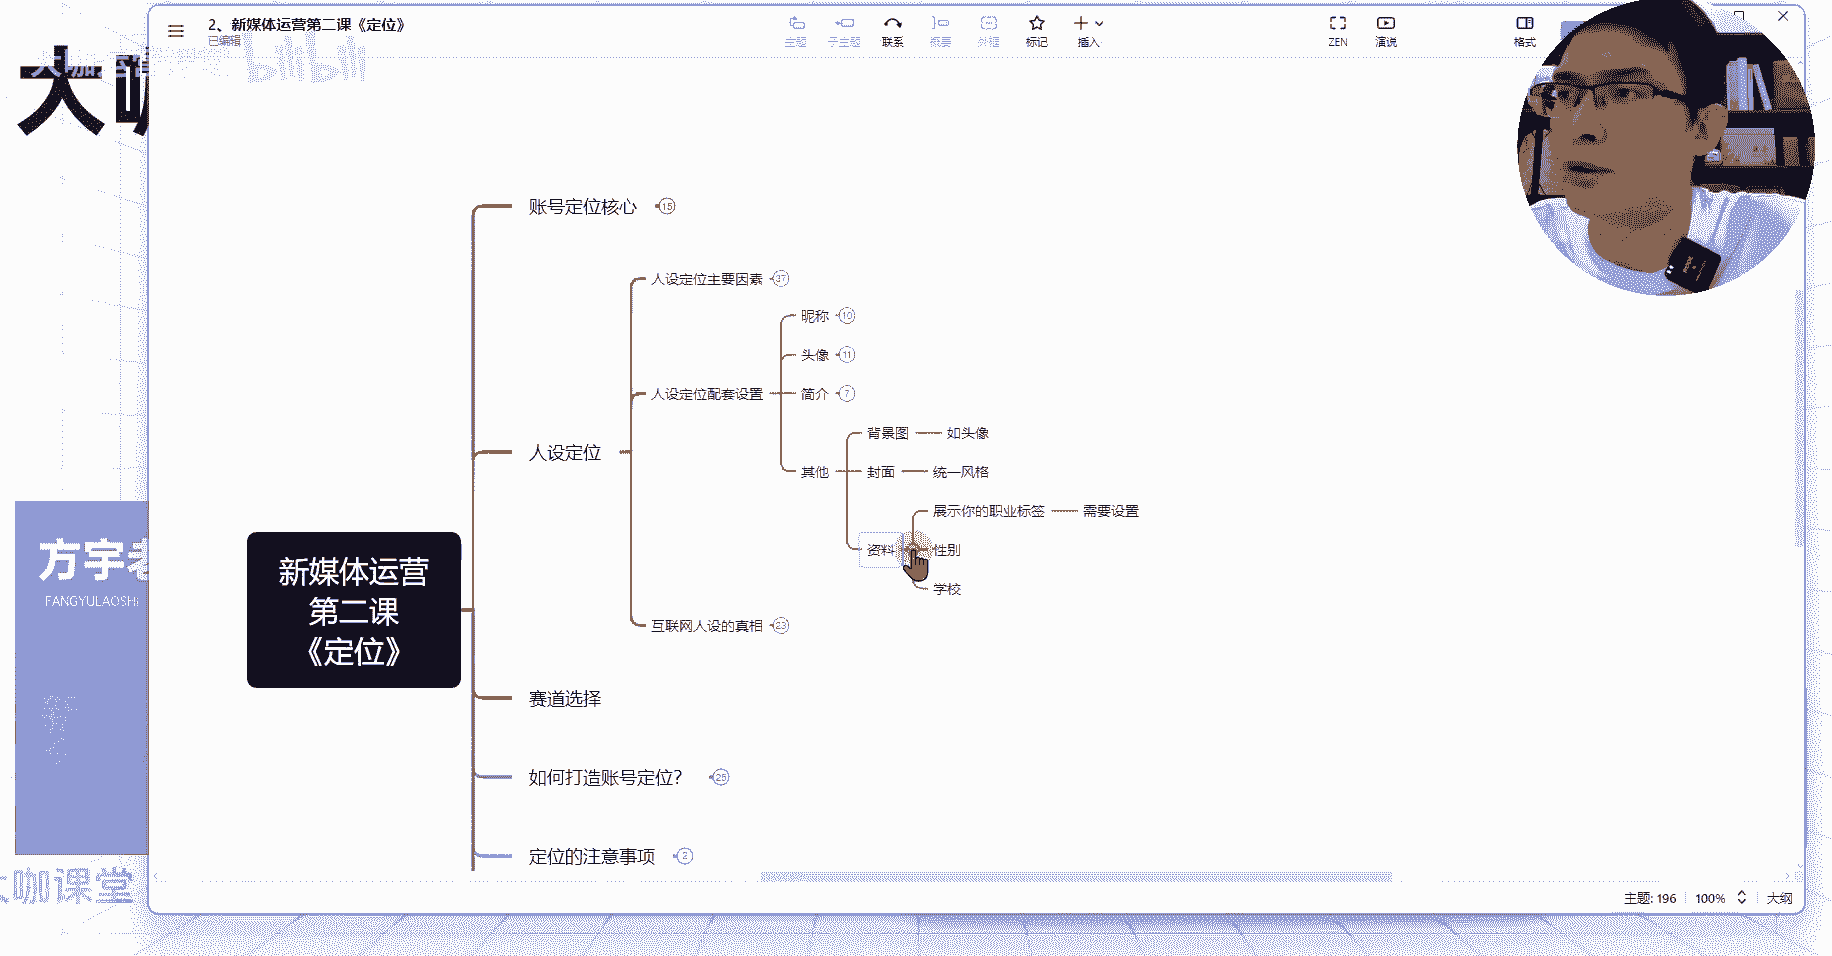 2、新媒体运营第二课《定位》
已编辑
主题
子主题
联系
概要
外框
标记
插入
ZEN
演说
格式
大咖运营
bilibili
大
账号定位核心 15
人设定位主要因素 37
昵称 10
头像 11
人设定位配套设置
简介 7
背景图 如头像
人设定位
其他
封面 统一风格
展示你的职业标签 需要设置
资料
性别
学校
互联网人设的真相 23
新媒体运营
第二课
《定位》
赛道选择
如何打造账号定位？ 25
定位的注意事项 2
方宇老
FANGYULAOSHI
咖课堂
主题: 196
100%
大纲